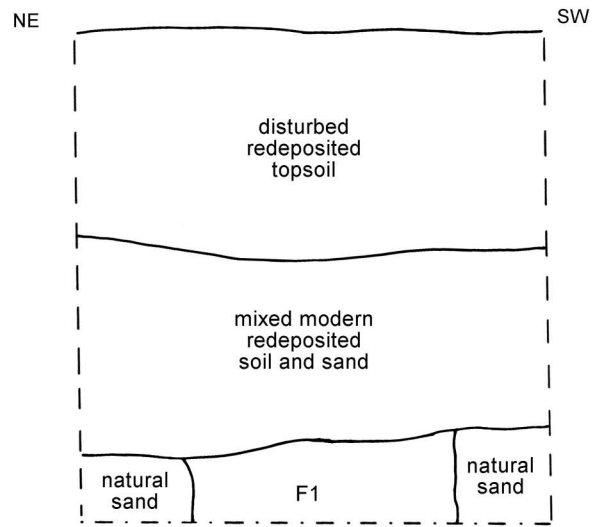 NE
SW
disturbed
redeposited
topsoil
mixed modern
redeposited
soil and sand
natural
sand
F1
natural
sand